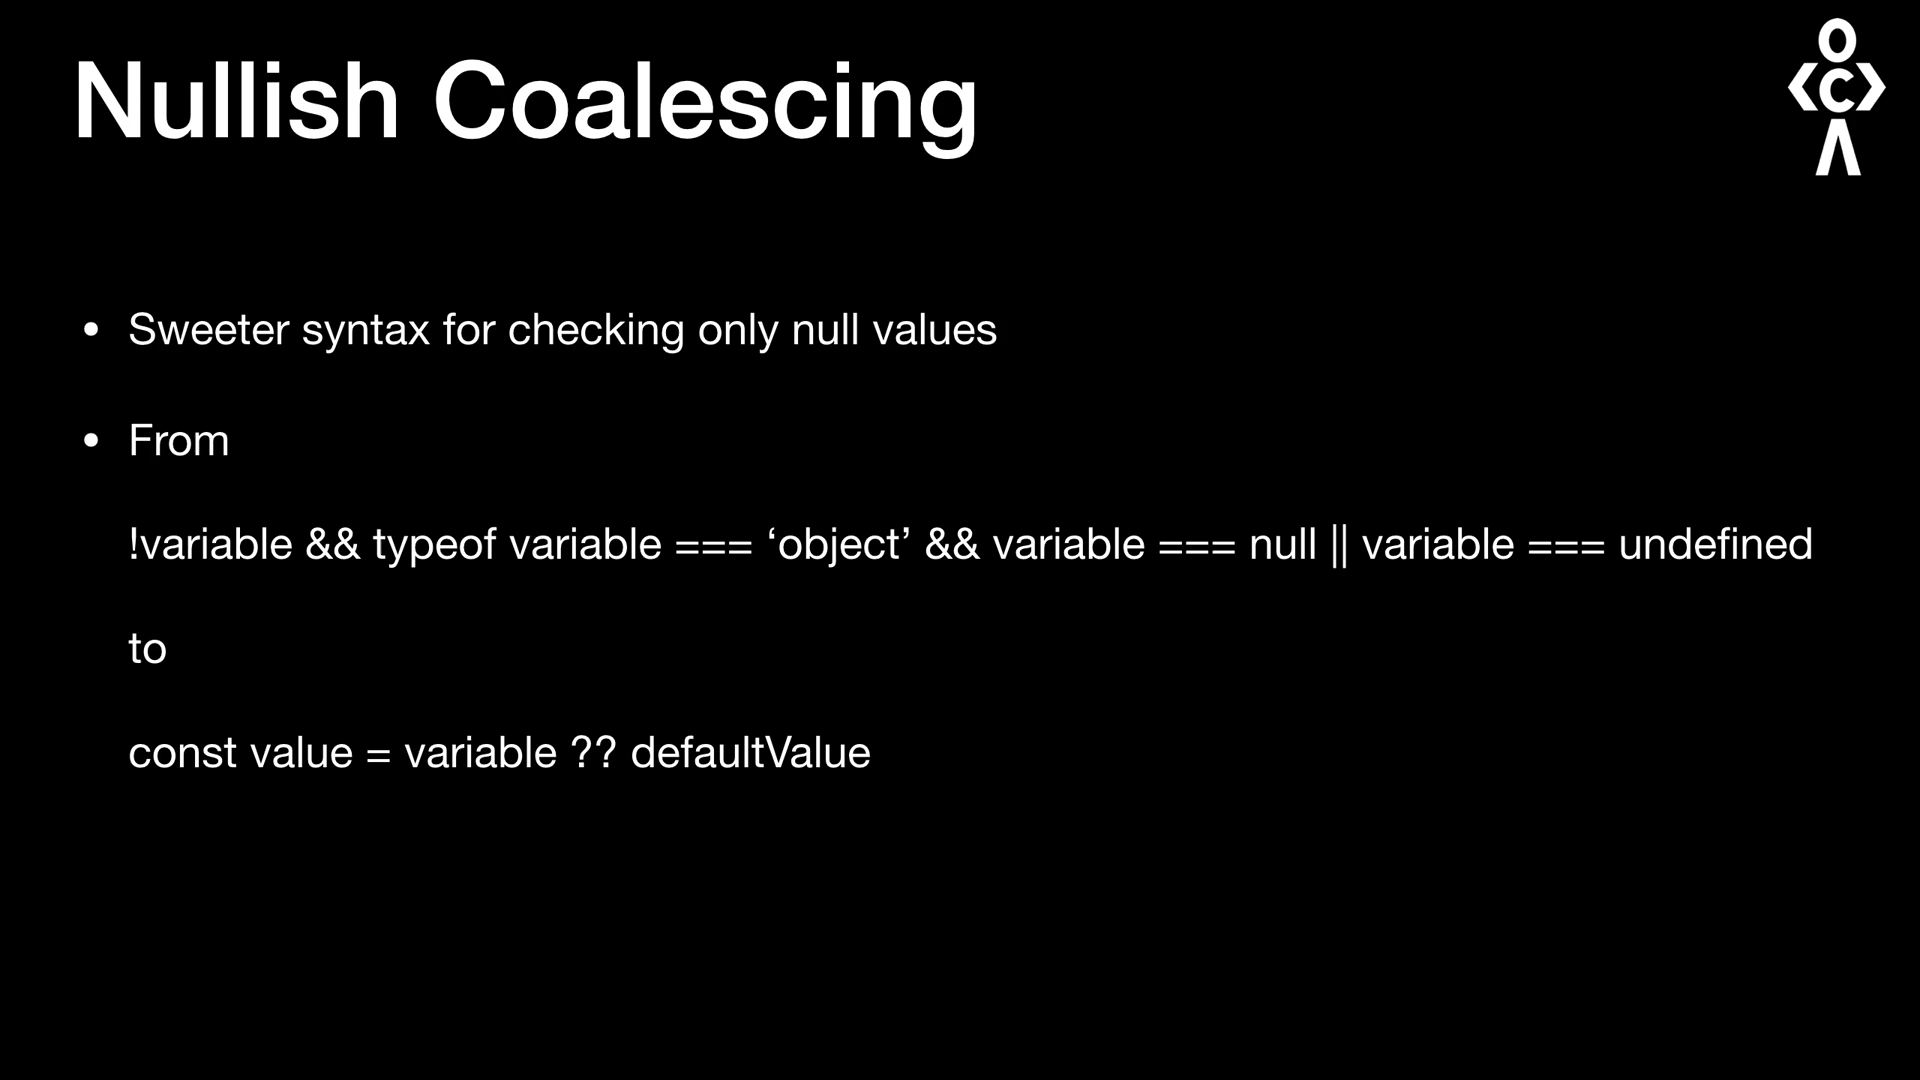 Nullish Coalescing
O
<C>
Λ
• Sweeter syntax for checking only null values
• From
!variable && typeof variable === ‘object’ && variable === null || variable === undefined
to
const value = variable ?? defaultValue